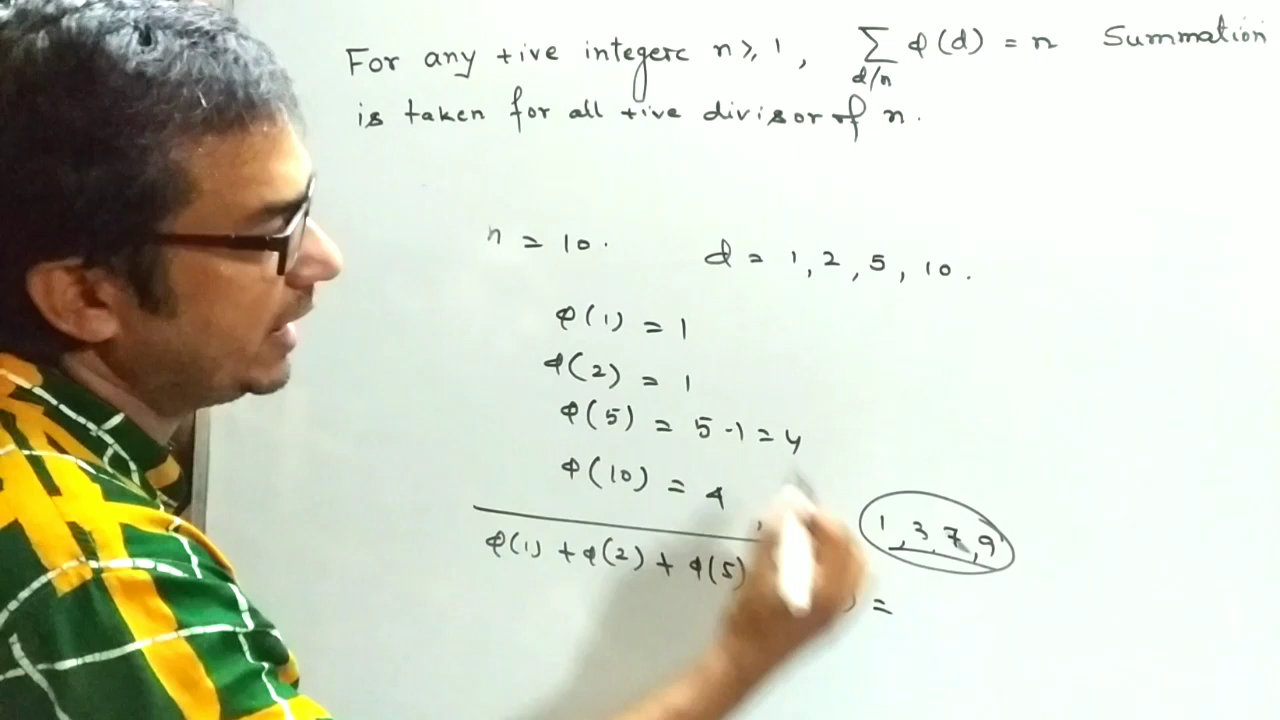 For any +ive integer n ≥ 1, ∑ φ(d) = n Summation
d/n
is taken for all +ive divisor of n.
n = 10. d = 1, 2, 5, 10.
φ(1) = 1
φ(2) = 1
φ(5) = 5-1 = 4
φ(10) = 4
1, 3, 7, 9
φ(1) + φ(2) + φ(5) ) =